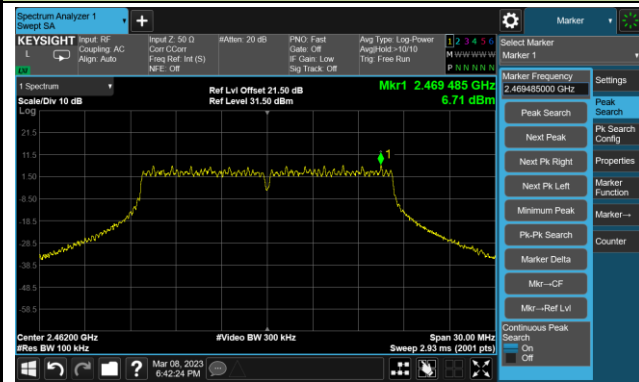 Spectrum Analyzer 1
Swept SA
Marker
KEYSIGHT
Input: RF
Coupling: AC
Align: Auto
Input Z: 50 Ω
Corr CCorr
Freq Ref: Int (S)
NFE: Off
#Atten: 20 dB
PNO: Fast
Gate: Off
IF Gain: Low
Sig Track: Off
Avg Type: Log-Power
Avg|Hold:>10/10
Trig: Free Run
1 2 3 4 5 6
M W W W W W
P N N N N N
Select Marker
Marker 1
1 Spectrum
Scale/Div 10 dB
Ref Lvl Offset 21.50 dB
Ref Level 31.50 dBm
Mkr1 2.469 485 GHz
6.71 dBm
Log
21.5
11.5
1.50
-8.50
-18.5
-28.5
-38.5
-48.5
-58.5
1
Center 2.46200 GHz
#Res BW 100 kHz
#Video BW 300 kHz
Span 30.00 MHz
Sweep 2.93 ms (2001 pts)
Marker Frequency
2.469485000 GHz
Peak Search
Next Peak
Next Pk Right
Next Pk Left
Minimum Peak
Pk-Pk Search
Marker Delta
Mkr→CF
Mkr→Ref Lvl
Continuous Peak
Search
On
Off
Settings
Peak
Search
Pk Search
Config
Properties
Marker
Function
Marker→
Counter
Mar 08, 2023
6:42:24 PM